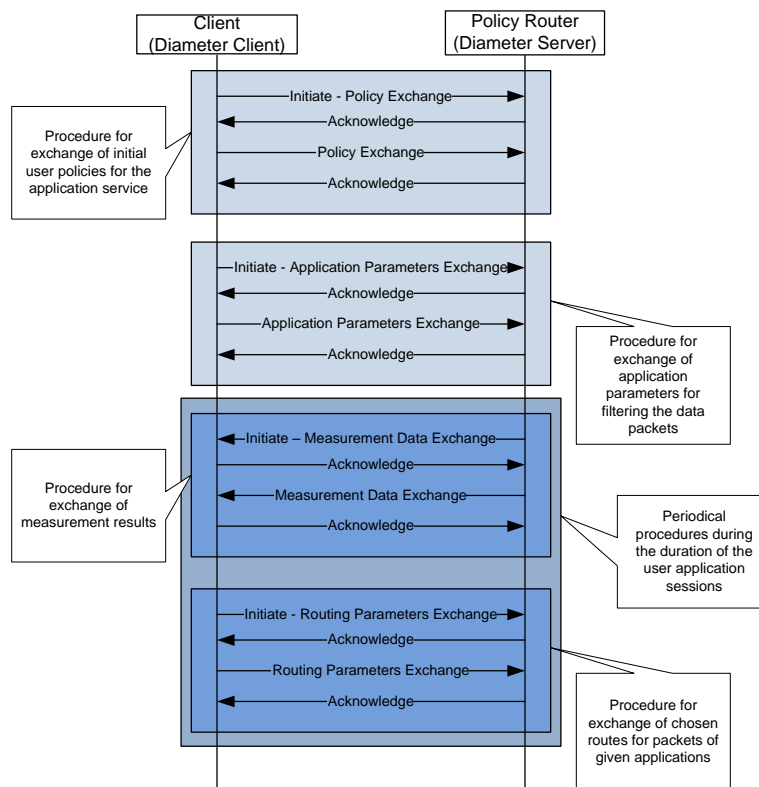 Client
(Diameter Client)
Policy Router
(Diameter Server)
Initiate - Policy Exchange
Acknowledge
Policy Exchange
Acknowledge
Procedure for
exchange of initial
user policies for the
application service
Initiate - Application Parameters Exchange
Acknowledge
Application Parameters Exchange
Acknowledge
Procedure for
exchange of
application
parameters for
filtering the data
packets
Initiate – Measurement Data Exchange
Acknowledge
Measurement Data Exchange
Acknowledge
Procedure for
exchange of
measurement results
Periodical
procedures during
the duration of the
user application
sessions
Initiate - Routing Parameters Exchange
Acknowledge
Routing Parameters Exchange
Acknowledge
Procedure for
exchange of chosen
routes for packets of
given applications